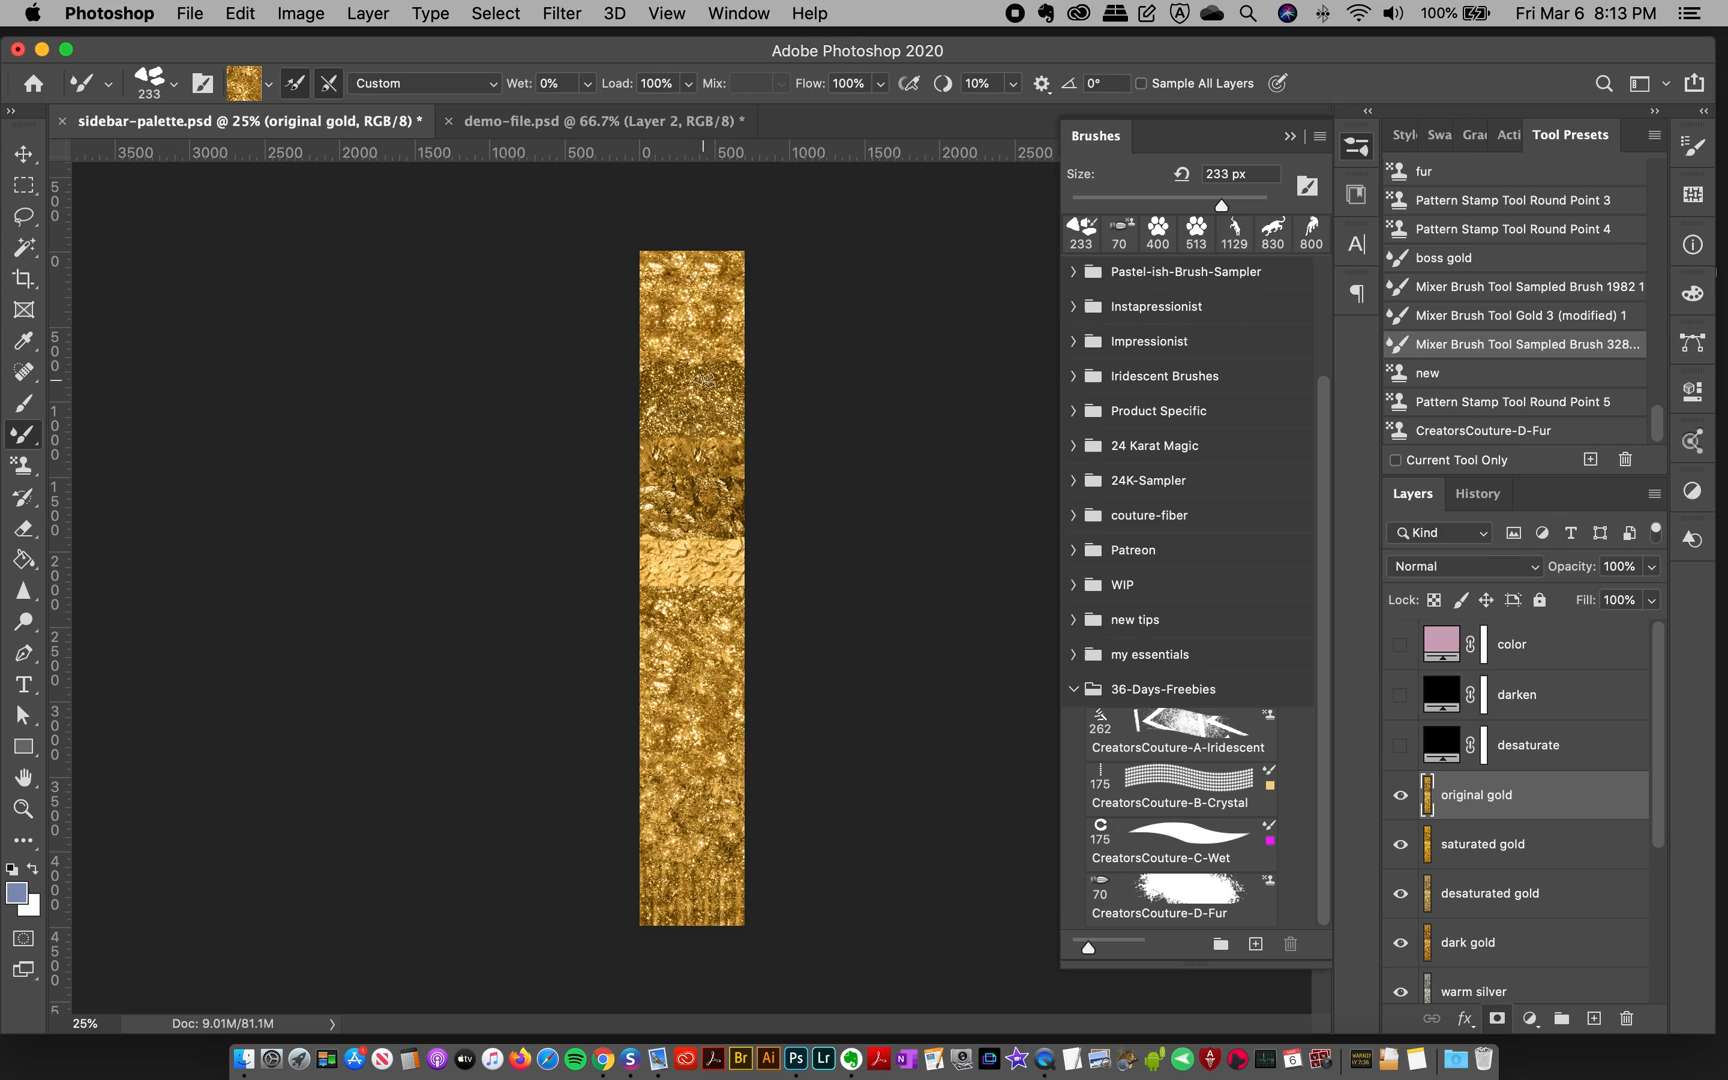 Photoshop File Edit Image Layer Type Select Filter 3D View Window Help 100% Fri Mar 6 8:13 PM
Adobe Photoshop 2020
233 Custom Wet: 0% Load: 100% Mix: Flow: 100% 10% 0° Sample All Layers
sidebar-palette.psd @ 25% (original gold, RGB/8) *
demo-file.psd @ 66.7% (Layer 2, RGB/8) *
3500 3000 2500 2000 1500 1000 500 0 500 1000 1500 2000 2500
Brushes
Size: 233 px
233 70 400 513 1129 830 800
Pastel-ish-Brush-Sampler
Instapressionist
Impressionist
Iridescent Brushes
Product Specific
24 Karat Magic
24K-Sampler
couture-fiber
Patreon
WIP
new tips
my essentials
36-Days-Freebies
262
CreatorsCouture-A-Iridescent
175
CreatorsCouture-B-Crystal
175
CreatorsCouture-C-Wet
70
CreatorsCouture-D-Fur
Styl Swa Gra Acti Tool Presets
fur
Pattern Stamp Tool Round Point 3
Pattern Stamp Tool Round Point 4
boss gold
Mixer Brush Tool Sampled Brush 1982 1
Mixer Brush Tool Gold 3 (modified) 1
Mixer Brush Tool Sampled Brush 328...
new
Pattern Stamp Tool Round Point 5
CreatorsCouture-D-Fur
Current Tool Only
Layers History
Kind
Normal Opacity: 100%
Lock: Fill: 100%
color
darken
desaturate
original gold
saturated gold
desaturated gold
dark gold
warm silver
25% Doc: 9.01M/81.1M
Br Ai Ps Lr